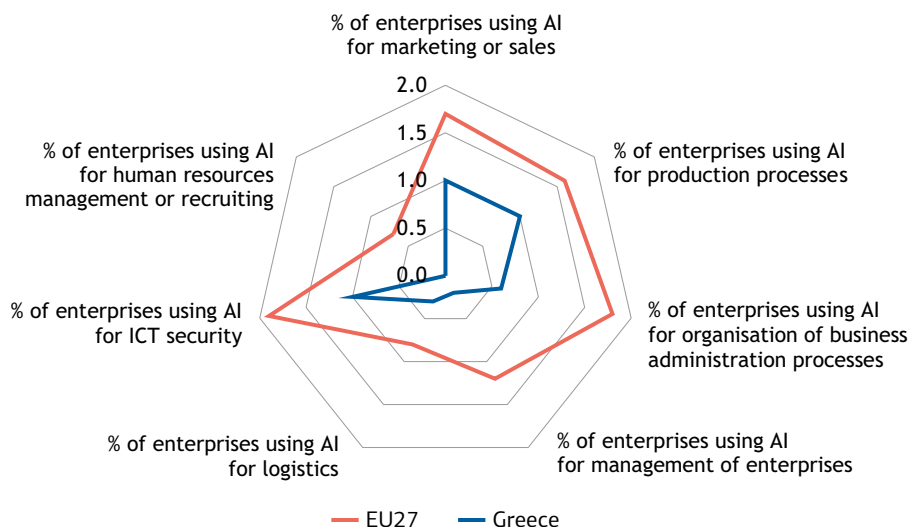 % of enterprises using AI
for marketing or sales
2.0
1.5
1.0
0.5
0.0
% of enterprises using AI
for production processes
% of enterprises using AI
for organisation of business
administration processes
% of enterprises using AI
for management of enterprises
% of enterprises using AI
for logistics
% of enterprises using AI
for ICT security
% of enterprises using AI
for human resources
management or recruiting
EU27 Greece